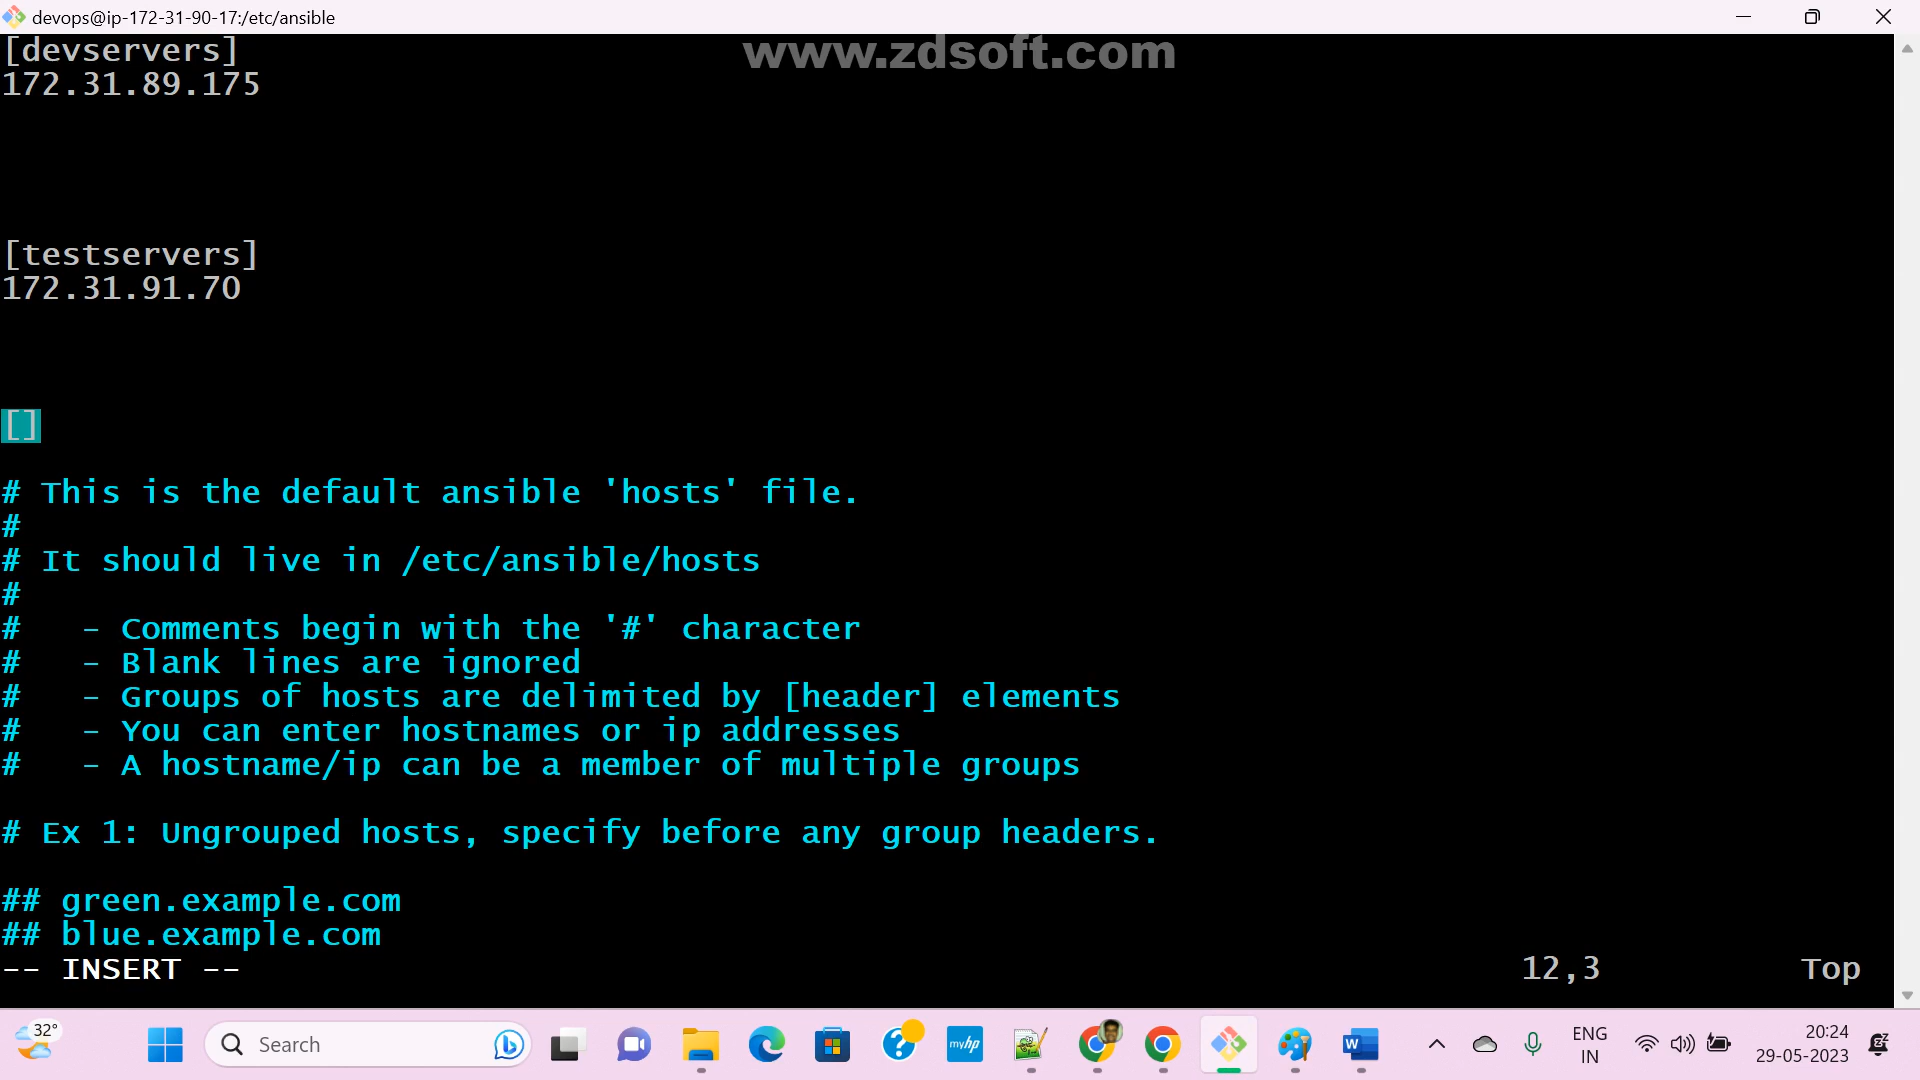 devops@ip-172-31-90-17:/etc/ansible
www.zdsoft.com
[devservers]
172.31.89.175
[testservers]
172.31.91.70
[]
# This is the default ansible 'hosts' file.
#
# It should live in /etc/ansible/hosts
#
#   - Comments begin with the '#' character
#   - Blank lines are ignored
#   - Groups of hosts are delimited by [header] elements
#   - You can enter hostnames or ip addresses
#   - A hostname/ip can be a member of multiple groups
# Ex 1: Ungrouped hosts, specify before any group headers.
## green.example.com
## blue.example.com
-- INSERT --
12,3
Top
32°
Search
myhp
W
ENG
IN
20:24
29-05-2023